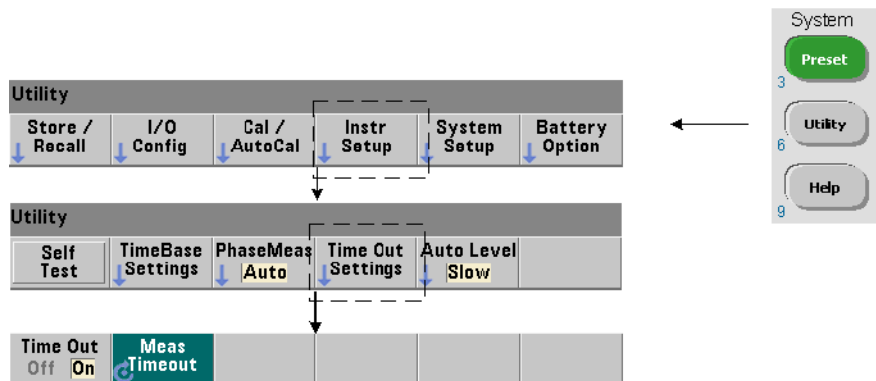 System
Preset
3
Utility
6
Help
9
Utility
Store / Recall
I/O Config
Cal / AutoCal
Instr Setup
System Setup
Battery Option
Utility
Self Test
TimeBase Settings
PhaseMeas Auto
Time Out Settings
Auto Level Slow
Time Out Off On
Meas Timeout